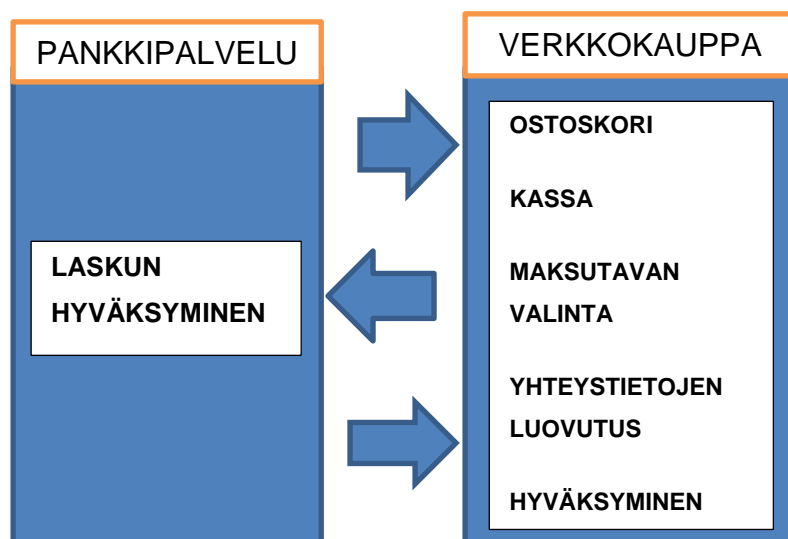 PANKKIPALVELU
LASKUN
HYVÄKSYMINEN
VERKKOKAUPPA
OSTOSKORI
KASSA
MAKSUTAVAN
VALINTA
YHTEYSTIETOJEN
LUOVUTUS
HYVÄKSYMINEN